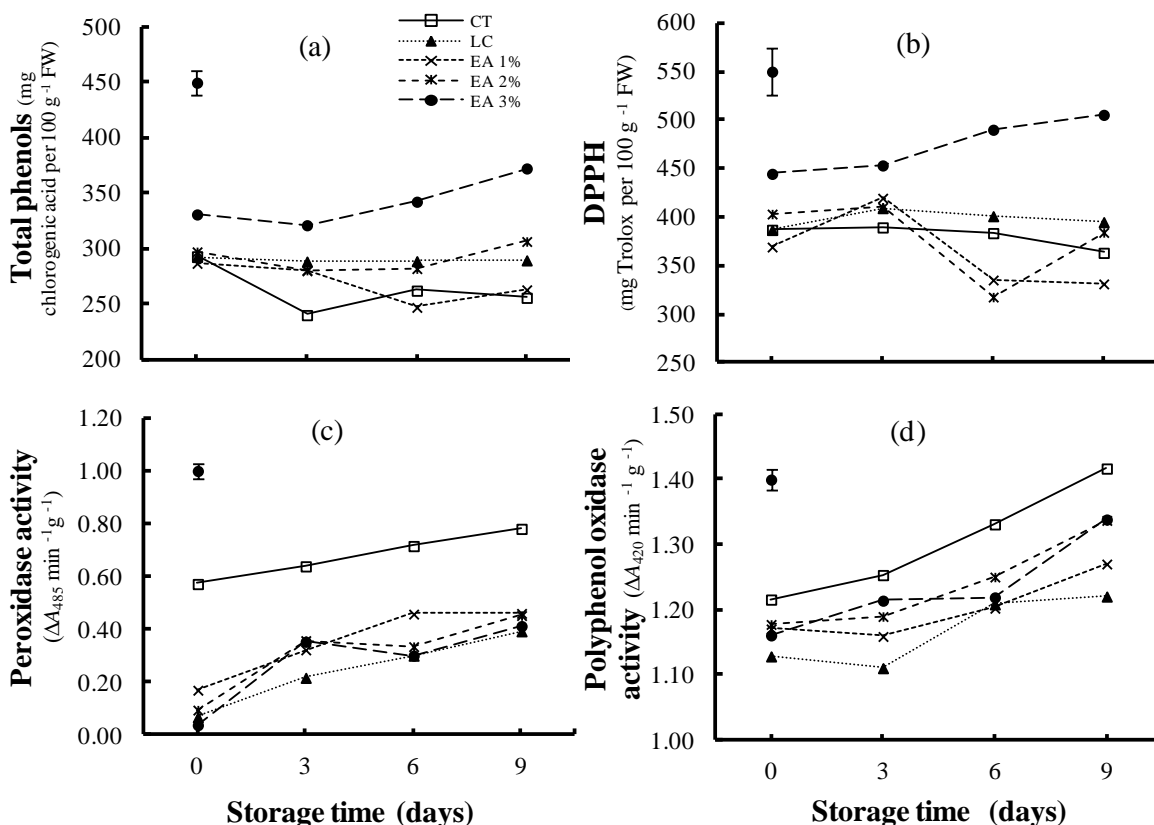 (a)
CT
LC
EA 1%
EA 2%
EA 3%
500
450
400
350
300
250
200
Total phenols (mg
chlorogenic acid per 100 g⁻¹ FW)
(b)
600
550
500
450
400
350
300
250
DPPH
(mg Trolox per 100 g⁻¹ FW)
(c)
1.20
1.00
0.80
0.60
0.40
0.20
0.00
Peroxidase activity
(ΔA₄₈₅ min⁻¹g⁻¹)
0 3 6 9
Storage time (days)
(d)
1.50
1.40
1.30
1.20
1.10
1.00
Polyphenol oxidase
activity (ΔA₄₂₀ min⁻¹ g⁻¹)
0 3 6 9
Storage time (days)